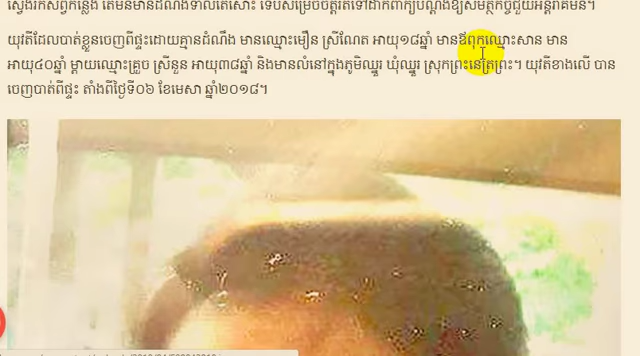 ស្វែងរកសព្វកន្លែង តែមិនមានដំណឹងទាល់តែសោះ ទើបសម្រេចចិត្តរត់ទៅដាក់ពាក្យប្ដឹងឱ្យសមត្ថកិច្ចជួយអន្តរាគមន៍។
យុវតីដែលបាត់ខ្លួនចេញពីផ្ទះដោយគ្មានដំណឹង មានឈ្មោះមឿន ស្រីណែត អាយុ១៨ឆ្នាំ មានឪពុកឈ្មោះសាន មាន
អាយុ៤០ឆ្នាំ ម្ដាយឈ្មោះគ្រួច ស្រីនួន អាយុ៣៨ឆ្នាំ និងមានលំនៅក្នុងភូមិឈ្នួរ ឃុំឈ្នួរ ស្រុកព្រះនេត្រព្រះ។ យុវតីខាងលើ បាន
ចេញបាត់ពីផ្ទះ តាំងពីថ្ងៃទី០៦ ខែមេសា ឆ្នាំ២០១៨។